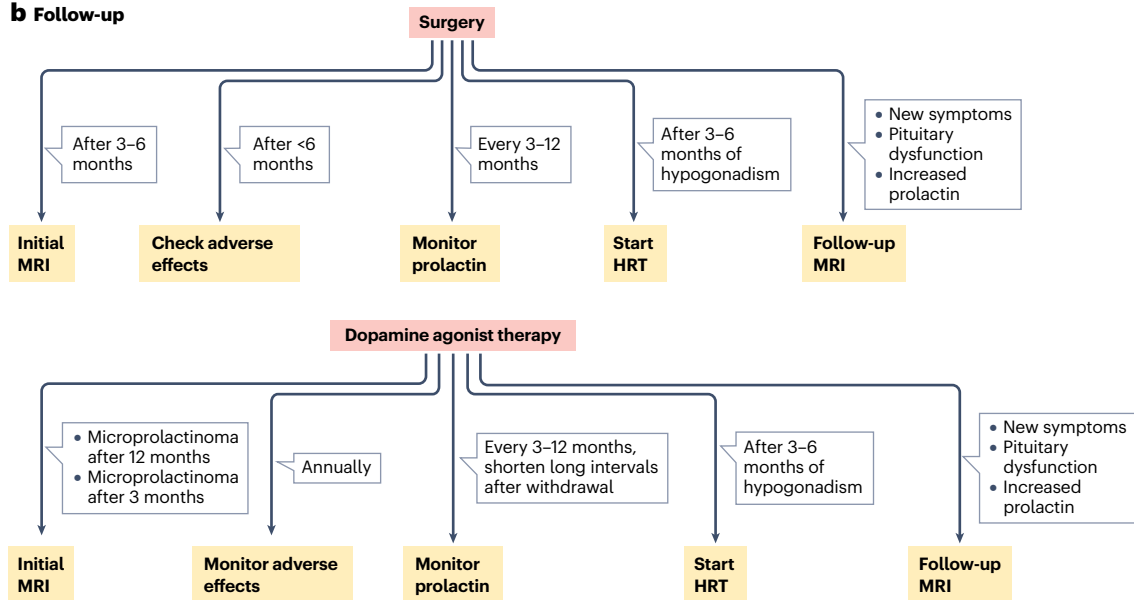 b Follow-up
Surgery
After 3–6
months
After <6
months
Every 3–12
months
After 3–6
months of
hypogonadism
• New symptoms
• Pituitary
dysfunction
• Increased
prolactin
Initial
MRI
Check adverse
effects
Monitor
prolactin
Start
HRT
Follow-up
MRI
Dopamine agonist therapy
• Microprolactinoma
after 12 months
• Microprolactinoma
after 3 months
Annually
Every 3–12 months,
shorten long intervals
after withdrawal
After 3–6
months of
hypogonadism
• New symptoms
• Pituitary
dysfunction
• Increased
prolactin
Initial
MRI
Monitor adverse
effects
Monitor
prolactin
Start
HRT
Follow-up
MRI